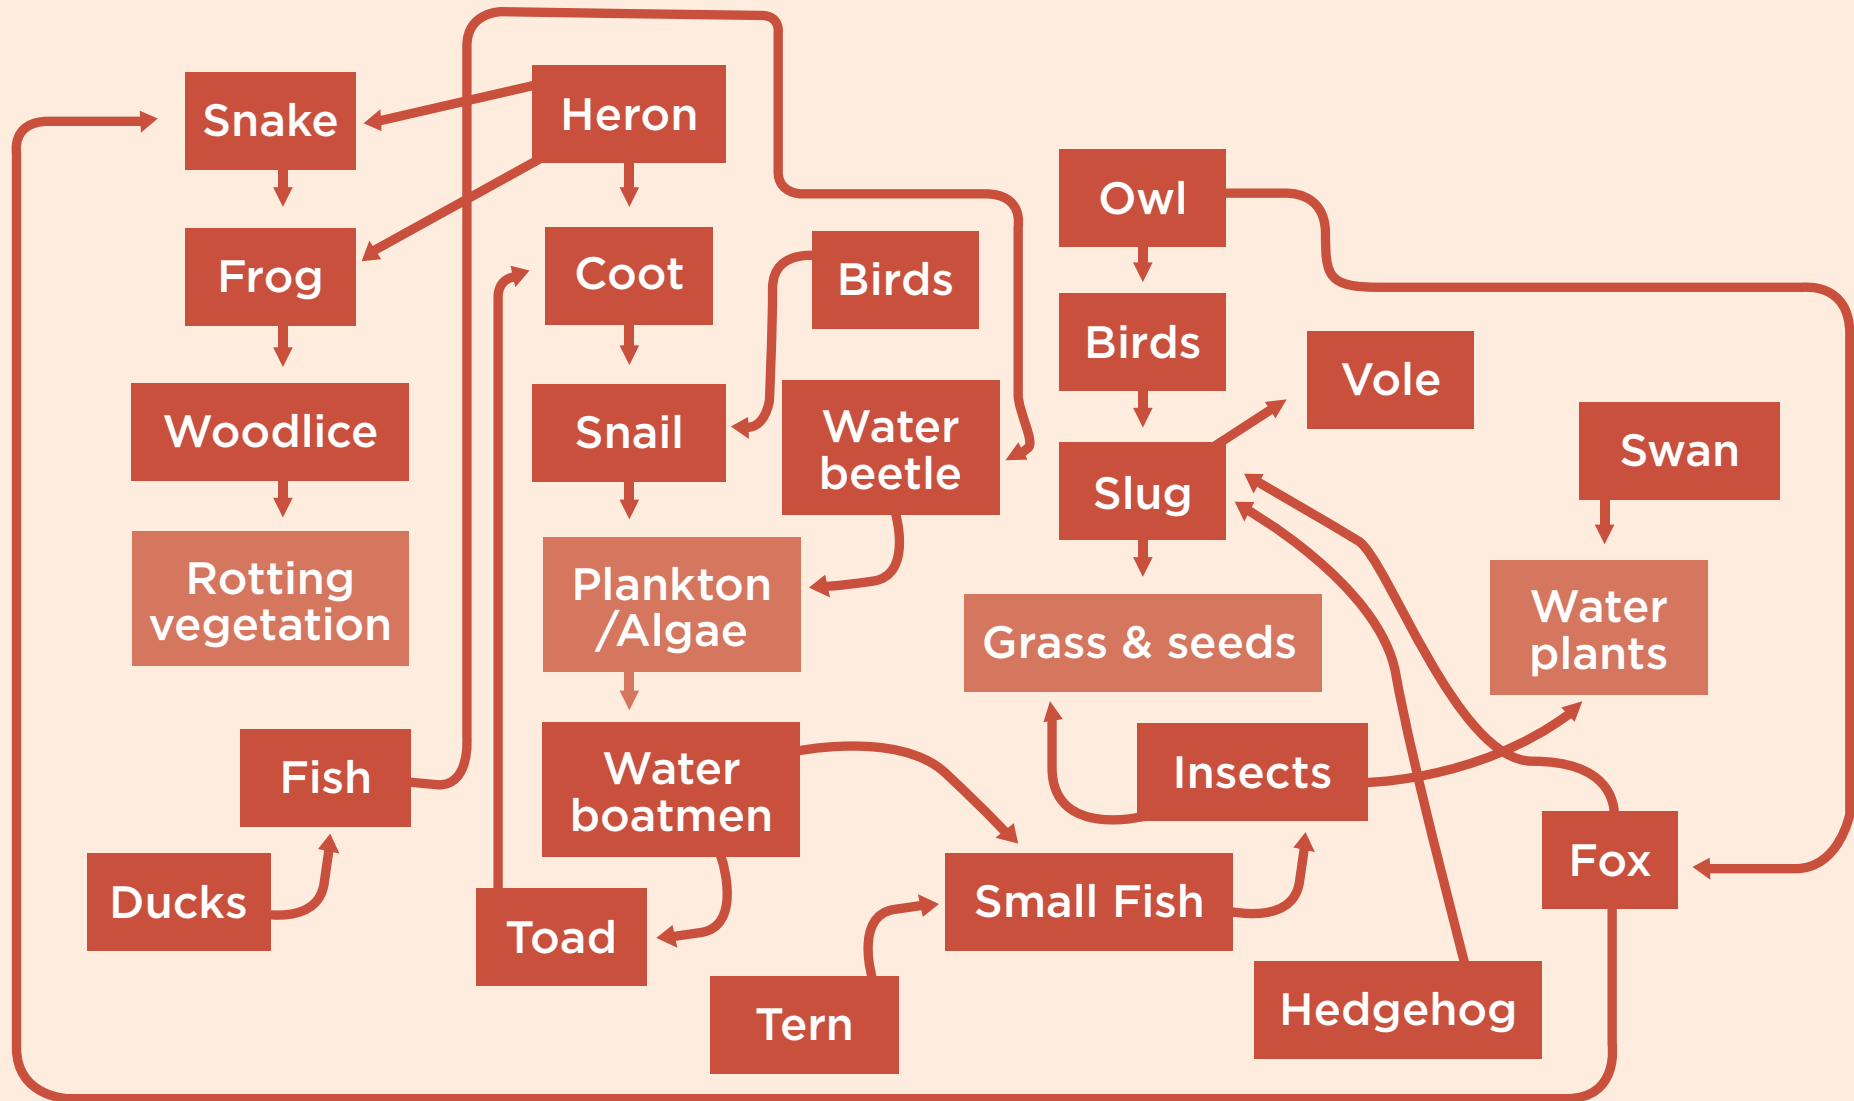 Snake
Heron
Owl
Frog
Coot
Birds
Birds
Vole
Woodlice
Snail
Water
beetle
Slug
Swan
Rotting
vegetation
Plankton
/Algae
Grass & seeds
Water
plants
Fish
Water
boatmen
Insects
Ducks
Toad
Small Fish
Fox
Tern
Hedgehog